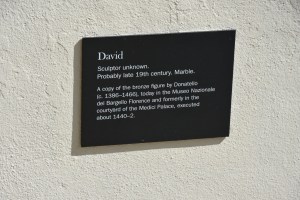 David
Sculptor unknown.
Probably late 19th century. Marble.
A copy of the bronze figure by Donatello
(c. 1386–1466), today in the Museo Nazionale
del Bargello Florence and formerly in the
courtyard of the Medici Palace, executed
about 1440–2.